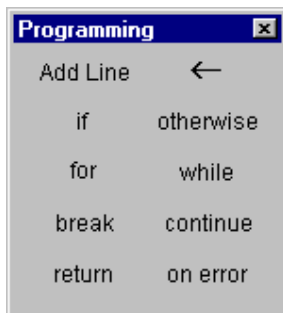 Programming
Add Line ←
if otherwise
for while
break continue
return on error